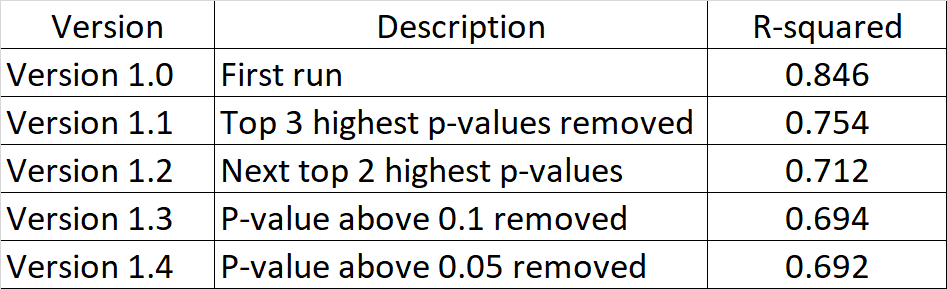 Version Description R-squared
Version 1.0 First run 0.846
Version 1.1 Top 3 highest p-values removed 0.754
Version 1.2 Next top 2 highest p-values 0.712
Version 1.3 P-value above 0.1 removed 0.694
Version 1.4 P-value above 0.05 removed 0.692